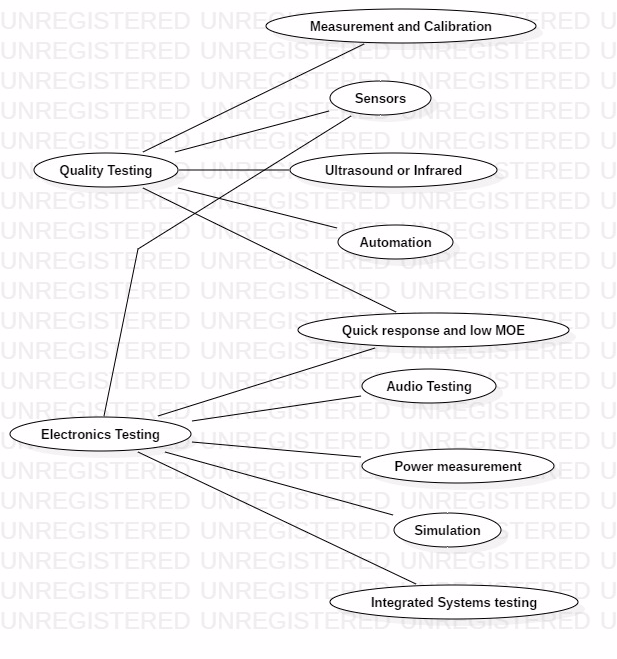 Measurement and Calibration
Sensors
Quality Testing
Ultrasound or Infrared
Automation
Quick response and low MOE
Audio Testing
Electronics Testing
Power measurement
Simulation
Integrated Systems testing
UNREGISTERED